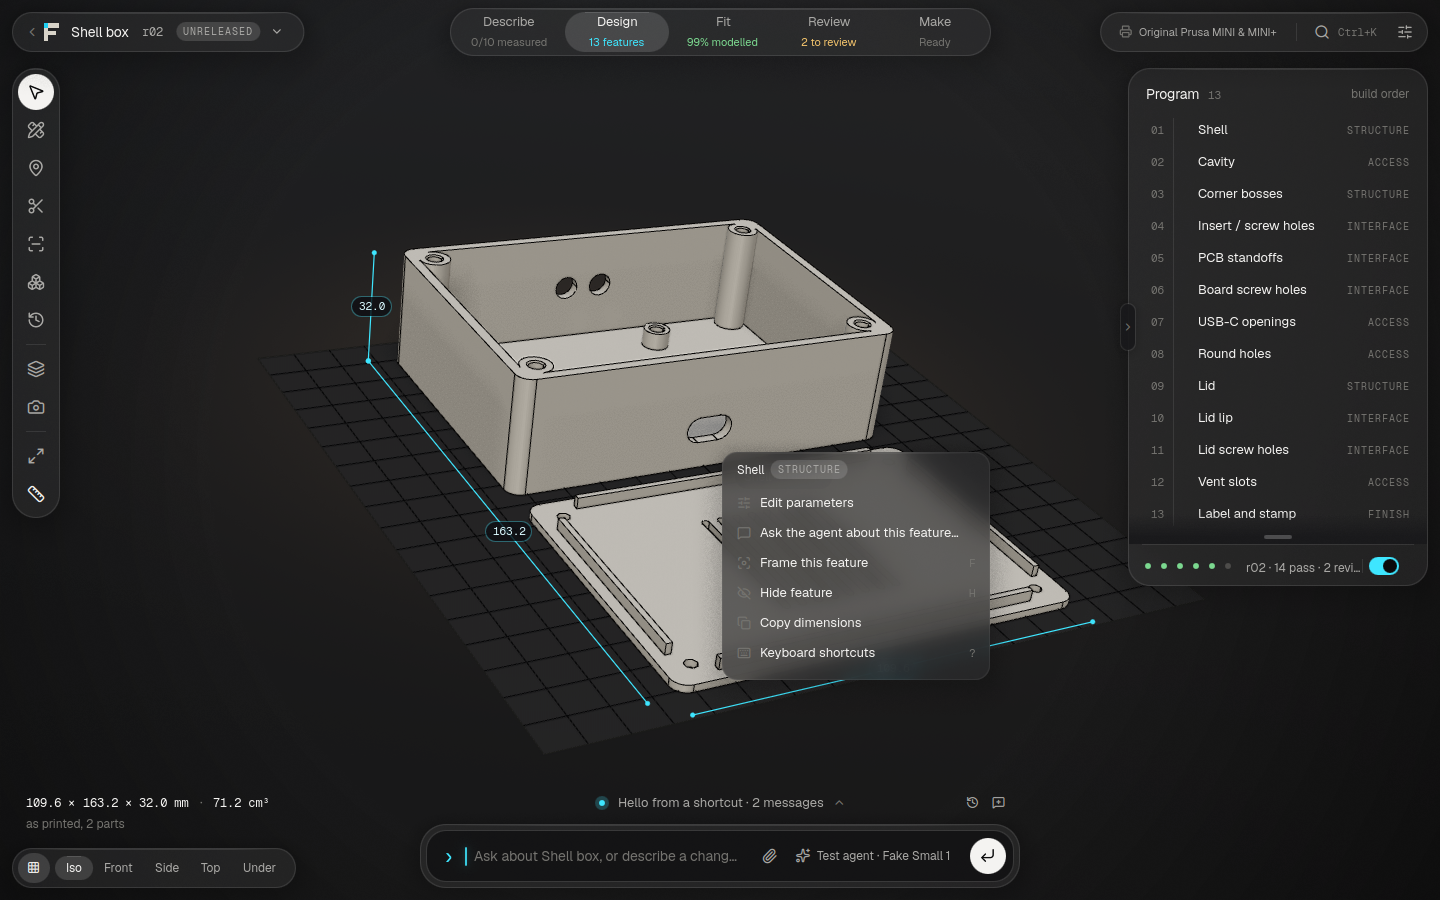 Shell box r02 UNRELEASED
Describe
0/10 measured
Design
13 features
Fit
99% modelled
Review
2 to review
Make
Ready
Original Prusa MINI & MINI+
Ctrl+K
Program 13 build order
01 Shell STRUCTURE
02 Cavity ACCESS
03 Corner bosses STRUCTURE
04 Insert / screw holes INTERFACE
05 PCB standoffs INTERFACE
06 Board screw holes INTERFACE
07 USB-C openings ACCESS
08 Round holes ACCESS
09 Lid STRUCTURE
10 Lid lip INTERFACE
11 Lid screw holes INTERFACE
12 Vent slots ACCESS
13 Label and stamp FINISH
r02 · 14 pass · 2 revi...
32.0
163.2
Shell STRUCTURE
Edit parameters
Ask the agent about this feature...
Frame this feature F
Hide feature H
Copy dimensions
Keyboard shortcuts ?
109.6 × 163.2 × 32.0 mm · 71.2 cm³
as printed, 2 parts
Iso Front Side Top Under
Hello from a shortcut · 2 messages
Ask about Shell box, or describe a chang...
Test agent · Fake Small 1